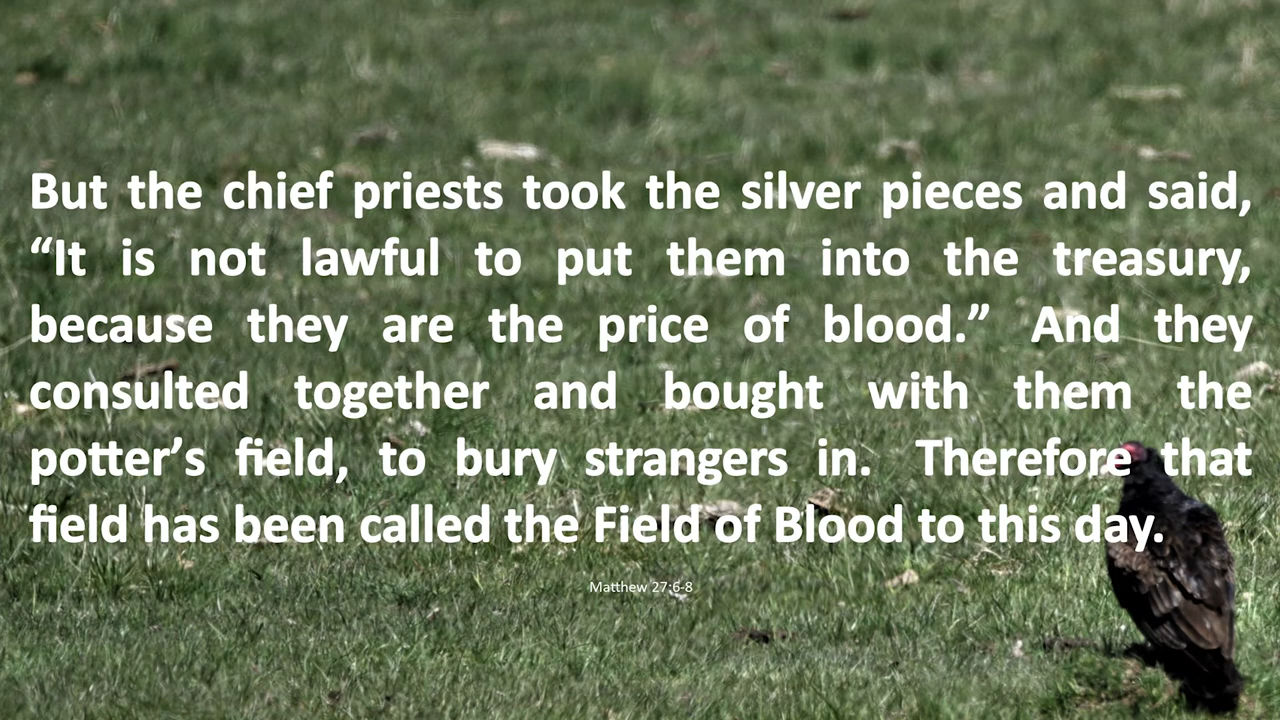 But the chief priests took the silver pieces and said,
“It is not lawful to put them into the treasury,
because they are the price of blood.” And they
consulted together and bought with them the
potter’s field, to bury strangers in. Therefore that
field has been called the Field of Blood to this day.
Matthew 27:6-8